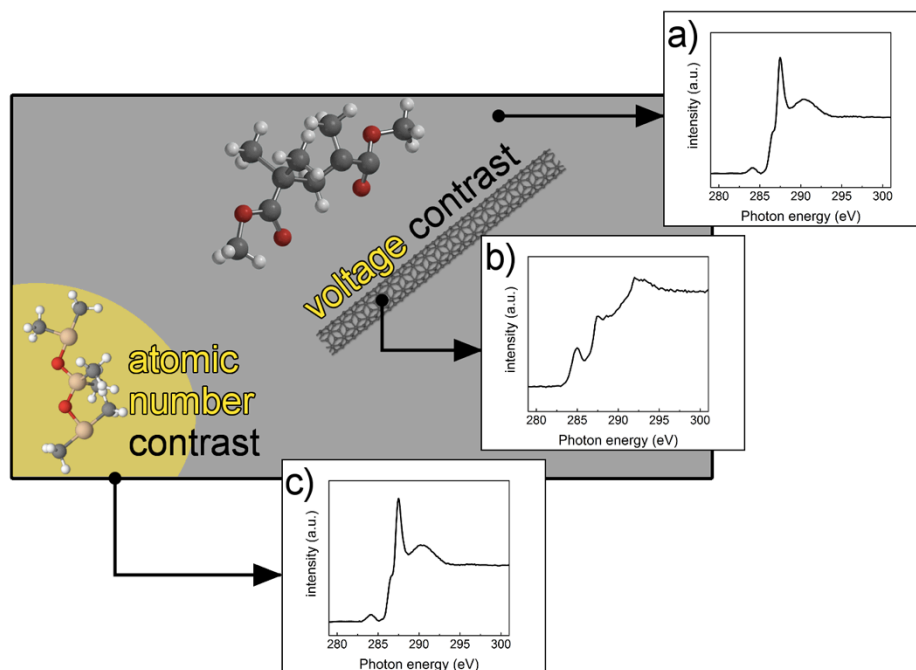 a)
intensity (a.u.)
280 285 290 295 300
Photon energy (eV)
voltage contrast
b)
intensity (a.u.)
280 285 290 295 300
Photon energy (eV)
atomic
number
contrast
c)
intensity (a.u.)
280 285 290 295 300
Photon energy (eV)